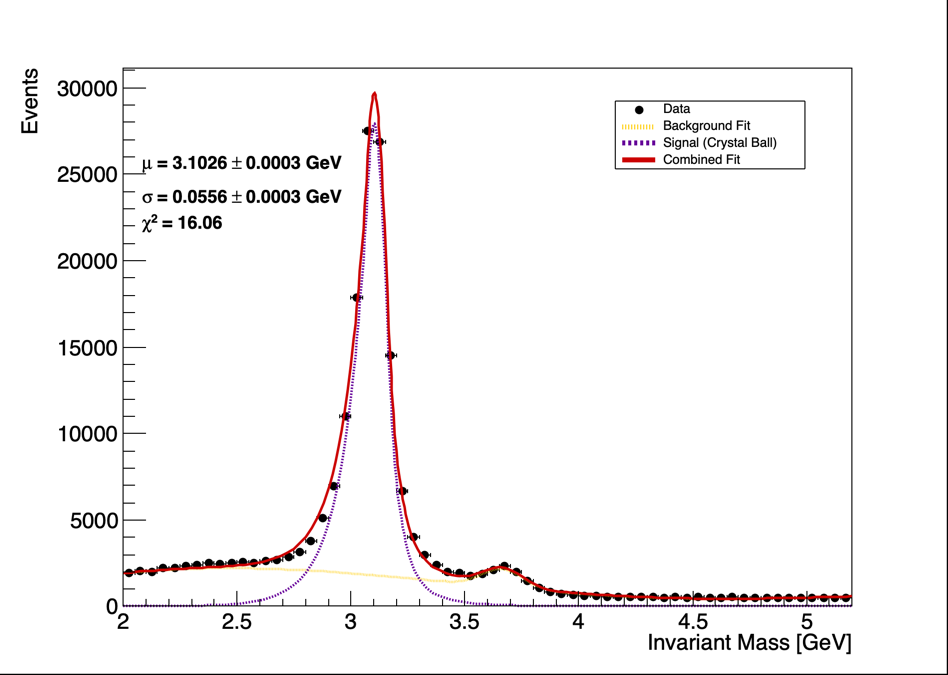 Events
30000
25000
20000
15000
10000
5000
0
μ = 3.1026 ± 0.0003 GeV
σ = 0.0556 ± 0.0003 GeV
χ² = 16.06
Data
Background Fit
Signal (Crystal Ball)
Combined Fit
2 2.5 3 3.5 4 4.5 5
Invariant Mass [GeV]